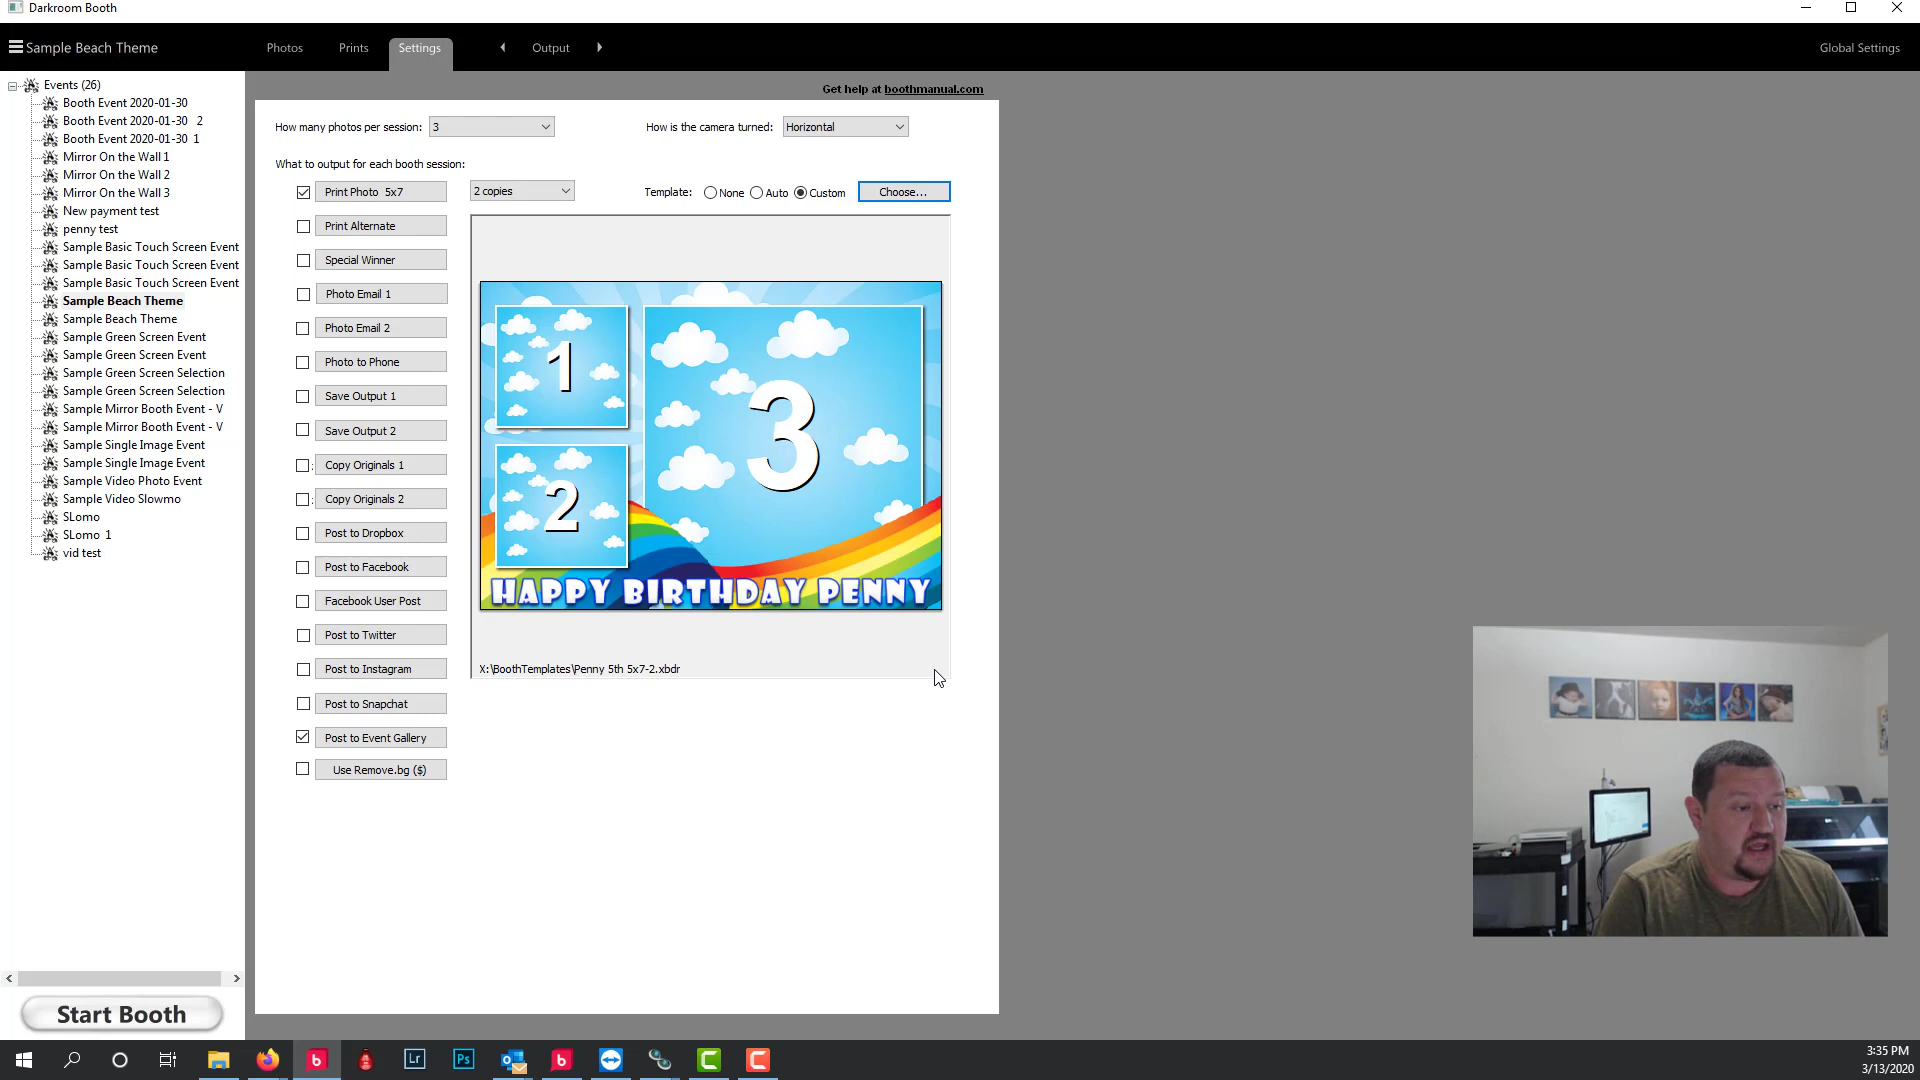 Darkroom Booth
Sample Beach Theme
Photos
Prints
Settings
Output
Global Settings
Events (26)
Booth Event 2020-01-30
Booth Event 2020-01-30 2
Booth Event 2020-01-30 1
Mirror On the Wall 1
Mirror On the Wall 2
Mirror On the Wall 3
New payment test
penny test
Sample Basic Touch Screen Event
Sample Basic Touch Screen Event
Sample Basic Touch Screen Event
Sample Beach Theme
Sample Beach Theme
Sample Green Screen Event
Sample Green Screen Event
Sample Green Screen Selection
Sample Green Screen Selection
Sample Mirror Booth Event - V
Sample Mirror Booth Event - V
Sample Single Image Event
Sample Single Image Event
Sample Video Photo Event
Sample Video Slowmo
SLomo
SLomo 1
vid test
Start Booth
Get help at boothmanual.com
How many photos per session: 3
How is the camera turned: Horizontal
What to output for each booth session:
Print Photo 5x7
2 copies
Template: None Auto Custom Choose...
Print Alternate
Special Winner
Photo Email 1
Photo Email 2
Photo to Phone
Save Output 1
Save Output 2
: Copy Originals 1
: Copy Originals 2
Post to Dropbox
Post to Facebook
Facebook User Post
Post to Twitter
Post to Instagram
Post to Snapchat
Post to Event Gallery
Use Remove.bg ($)
1
2
3
HAPPY BIRTHDAY PENNY
X:\BoothTemplates\Penny 5th 5x7-2.xbdr
b
Lr
Ps
b
C
C
3:35 PM
3/13/2020